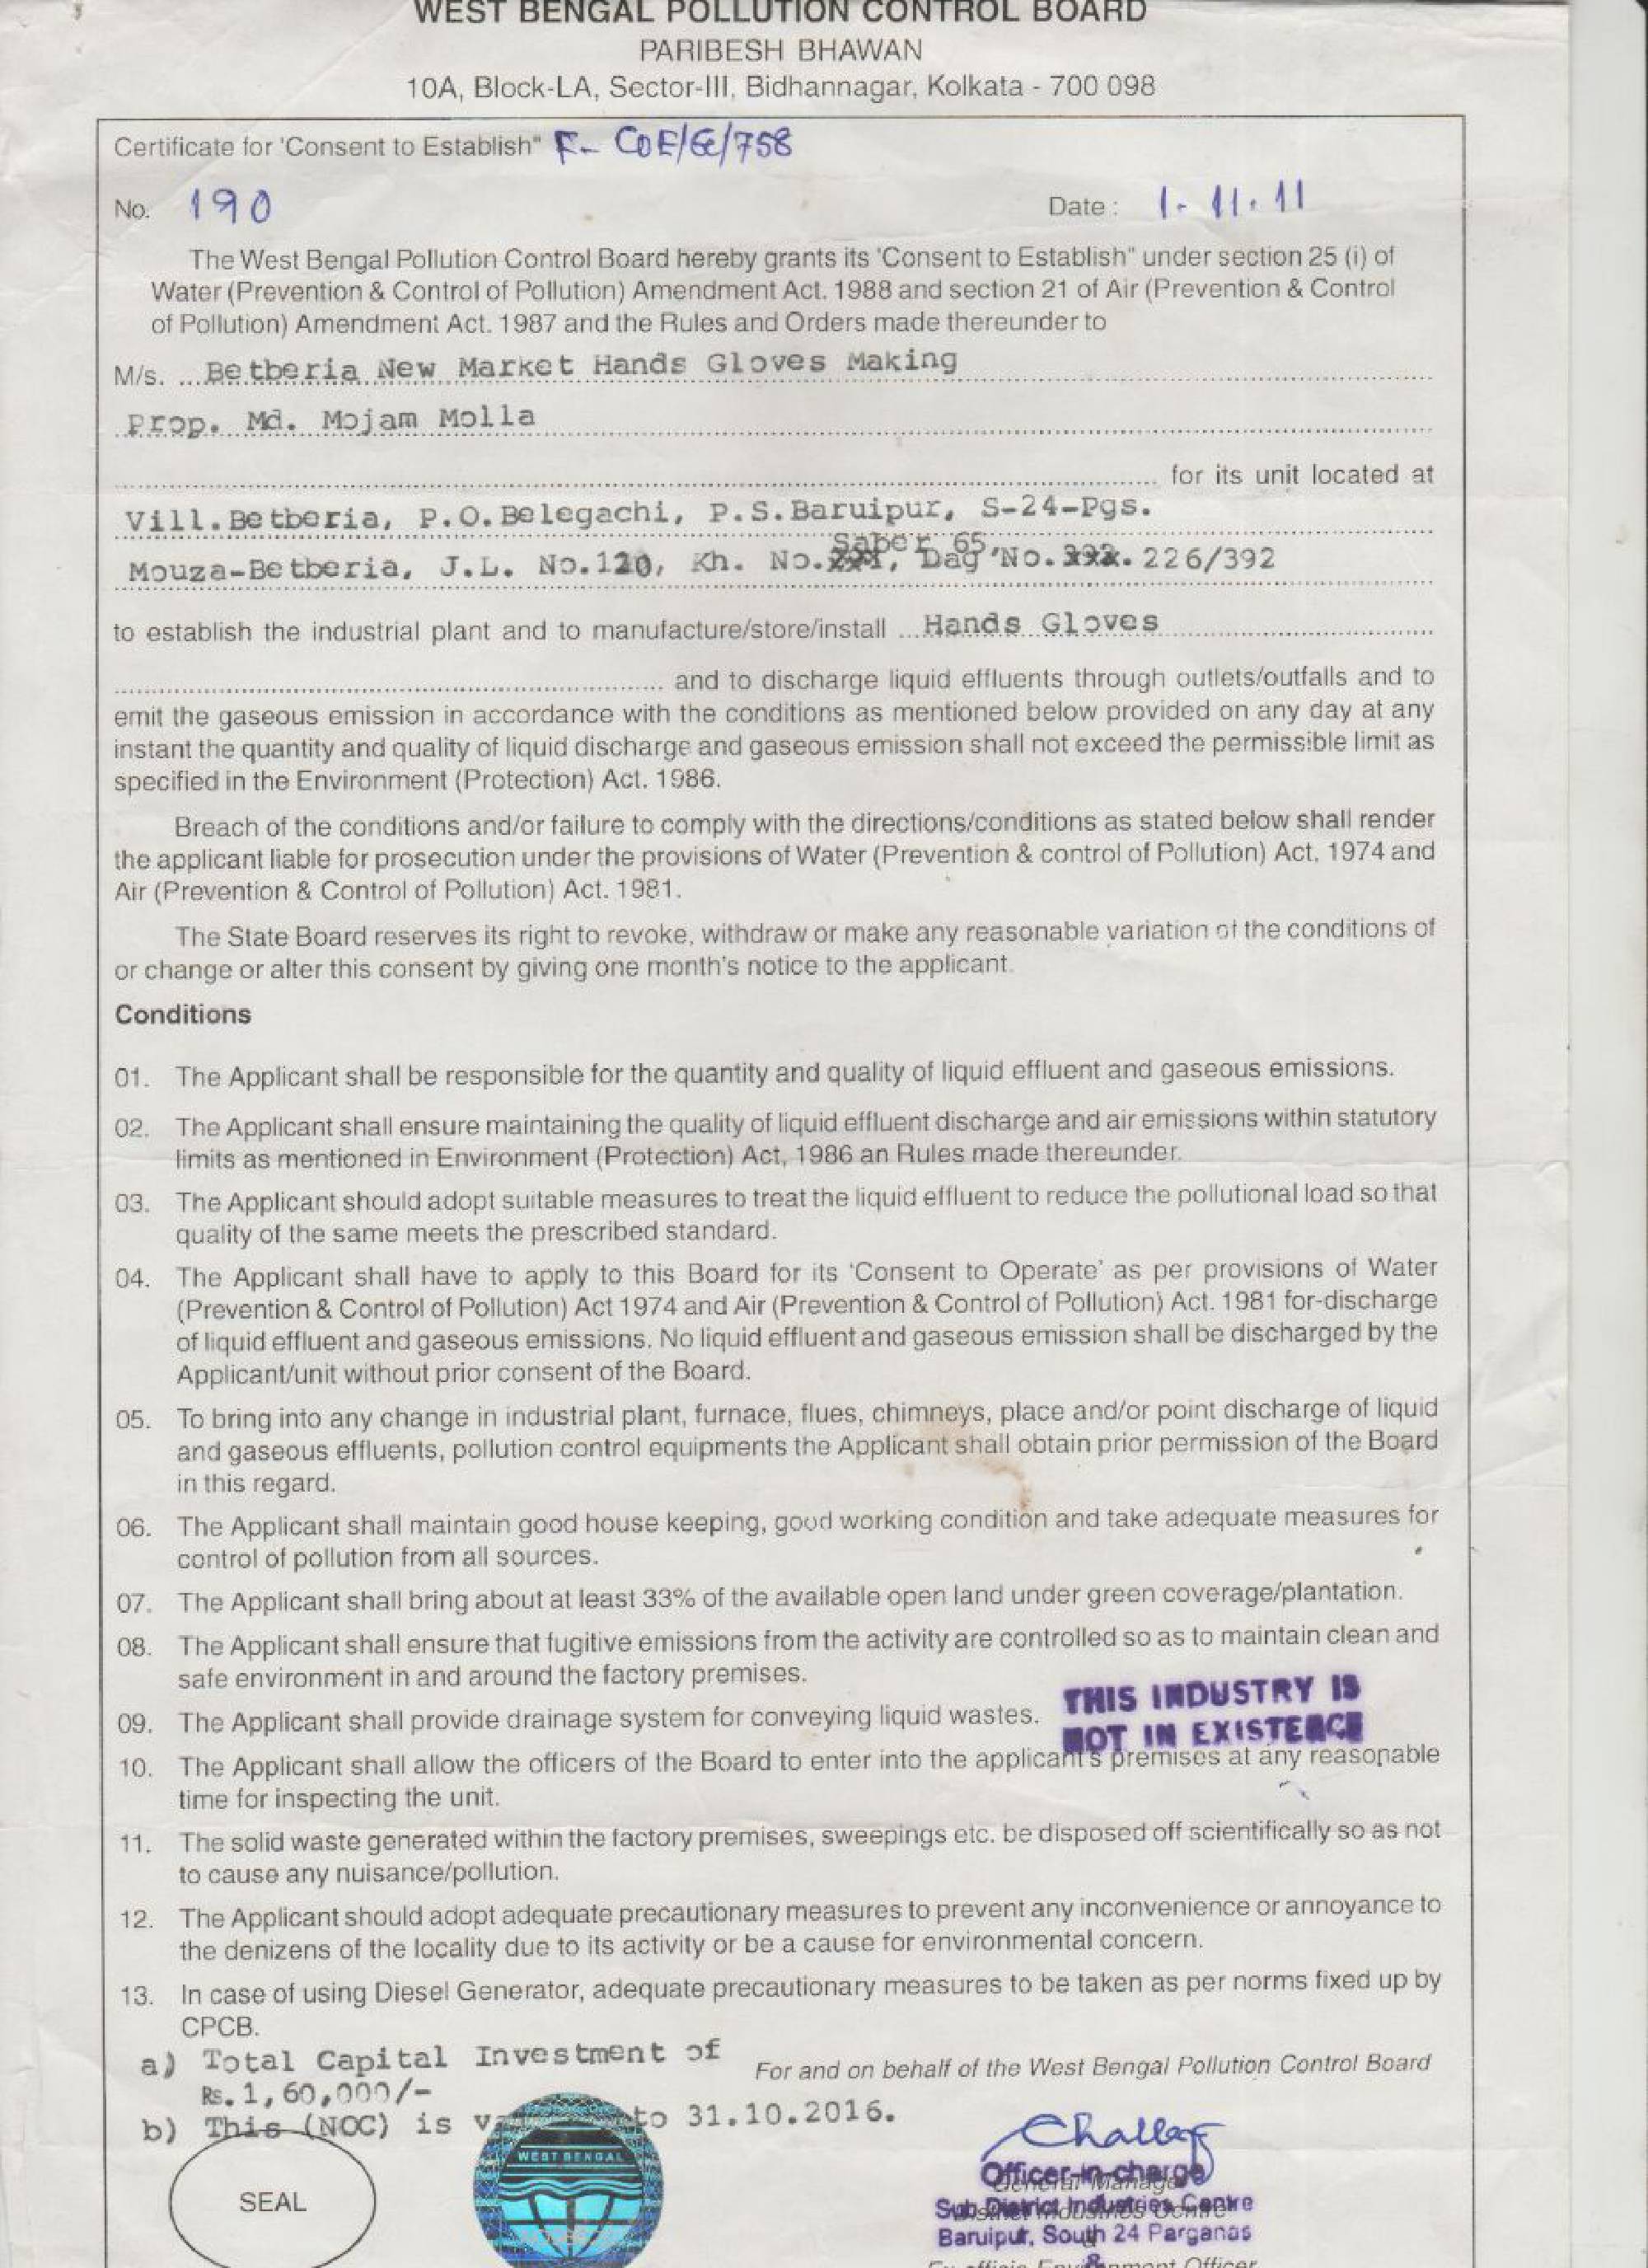 WEST BENGAL POLLUTION CONTROL BOARD
PARIBESH BHAWAN
10A, Block-LA, Sector-III, Bidhannagar, Kolkata - 700 098
Certificate for 'Consent to Establish" F- COE/Ge/758
No. 190 Date : 1-11.11
The West Bengal Pollution Control Board hereby grants its 'Consent to Establish" under section 25 (i) of
Water (Prevention & Control of Pollution) Amendment Act. 1988 and section 21 of Air (Prevention & Control
of Pollution) Amendment Act. 1987 and the Rules and Orders made thereunder to
M/s. ... Betberia New Market Hands Gloves Making
Prop. Md. Mojam Molla
for its unit located at
Vill.Betberia, P.O.Belegachi, P.S.Baruipur, S-24-Pgs.
Saber 65,
Mouza-Betberia, J.L. No.120, Kh. No. , Dag No. 226/392
to establish the industrial plant and to manufacture/store/install ... Hands Gloves
and to discharge liquid effluents through outlets/outfalls and to
emit the gaseous emission in accordance with the conditions as mentioned below provided on any day at any
instant the quantity and quality of liquid discharge and gaseous emission shall not exceed the permissible limit as
specified in the Environment (Protection) Act. 1986.
Breach of the conditions and/or failure to comply with the directions/conditions as stated below shall render
the applicant liable for prosecution under the provisions of Water (Prevention & control of Pollution) Act, 1974 and
Air (Prevention & Control of Pollution) Act. 1981.
The State Board reserves its right to revoke, withdraw or make any reasonable variation of the conditions of
or change or alter this consent by giving one month's notice to the applicant.
Conditions
01. The Applicant shall be responsible for the quantity and quality of liquid effluent and gaseous emissions.
02. The Applicant shall ensure maintaining the quality of liquid effluent discharge and air emissions within statutory
limits as mentioned in Environment (Protection) Act, 1986 an Rules made thereunder.
03. The Applicant should adopt suitable measures to treat the liquid effluent to reduce the pollutional load so that
quality of the same meets the prescribed standard.
04. The Applicant shall have to apply to this Board for its 'Consent to Operate' as per provisions of Water
(Prevention & Control of Pollution) Act 1974 and Air (Prevention & Control of Pollution) Act. 1981 for-discharge
of liquid effluent and gaseous emissions. No liquid effluent and gaseous emission shall be discharged by the
Applicant/unit without prior consent of the Board.
05. To bring into any change in industrial plant, furnace, flues, chimneys, place and/or point discharge of liquid
and gaseous effluents, pollution control equipments the Applicant shall obtain prior permission of the Board
in this regard.
06. The Applicant shall maintain good house keeping, good working condition and take adequate measures for
control of pollution from all sources.
07. The Applicant shall bring about at least 33% of the available open land under green coverage/plantation.
08. The Applicant shall ensure that fugitive emissions from the activity are controlled so as to maintain clean and
safe environment in and around the factory premises.
THIS INDUSTRY IS
NOT IN EXISTENCE
09. The Applicant shall provide drainage system for conveying liquid wastes.
10. The Applicant shall allow the officers of the Board to enter into the applicant's premises at any reasonable
time for inspecting the unit.
11. The solid waste generated within the factory premises, sweepings etc. be disposed off scientifically so as not
to cause any nuisance/pollution.
12. The Applicant should adopt adequate precautionary measures to prevent any inconvenience or annoyance to
the denizens of the locality due to its activity or be a cause for environmental concern.
13. In case of using Diesel Generator, adequate precautionary measures to be taken as per norms fixed up by
CPCB.
a) Total Capital Investment of
Rs.1,60,000/-
For and on behalf of the West Bengal Pollution Control Board
b) This (NOC) is to 31.10.2016.
WEST BENGAL
SEAL
Officer-in-charge
General Manager
Sub District Industries Centre
Baruipur, South 24 Parganas
&